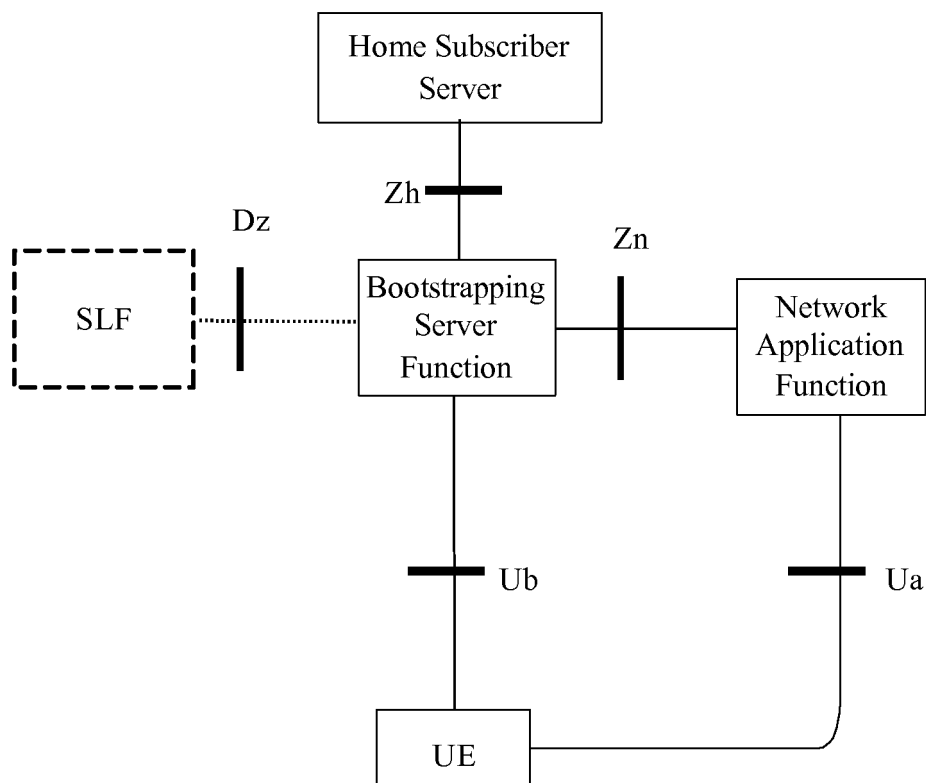 Home Subscriber
Server
Zh
Dz
Zn
SLF
Bootstrapping
Server
Function
Network
Application
Function
Ub
Ua
UE